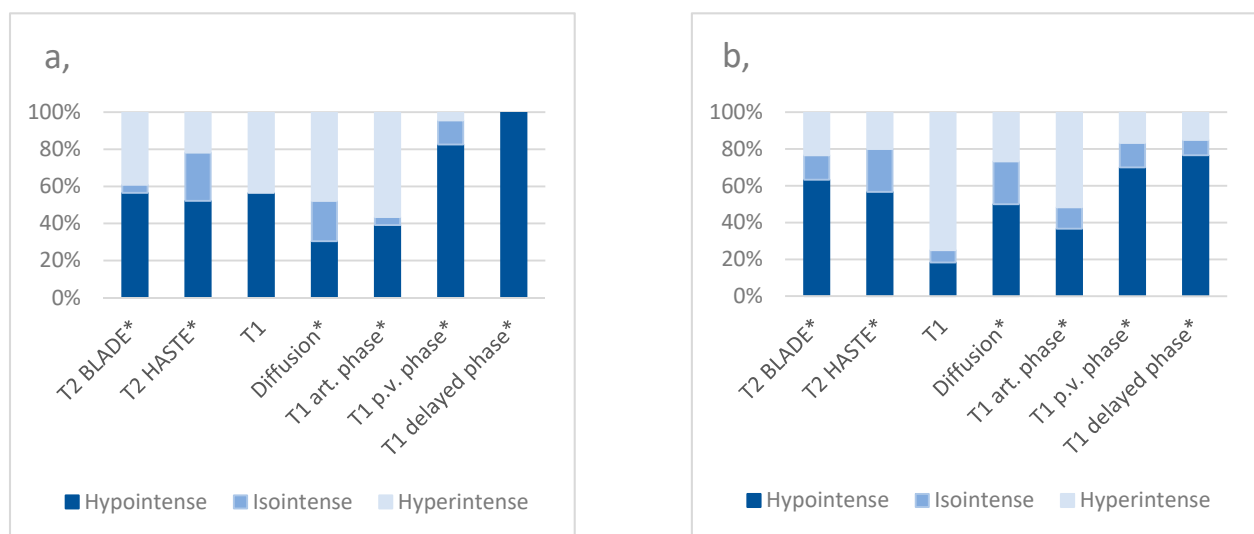 a,
100%
80%
60%
40%
20%
0%
T2 BLADE*
T2 HASTE*
T1
Diffusion*
T1 art. phase*
T1 p.v. phase*
T1 delayed phase*
Hypointense Isointense Hyperintense
b,
100%
80%
60%
40%
20%
0%
T2 BLADE*
T2 HASTE*
T1
Diffusion*
T1 art. phase*
T1 p.v. phase*
T1 delayed phase*
Hypointense Isointense Hyperintense